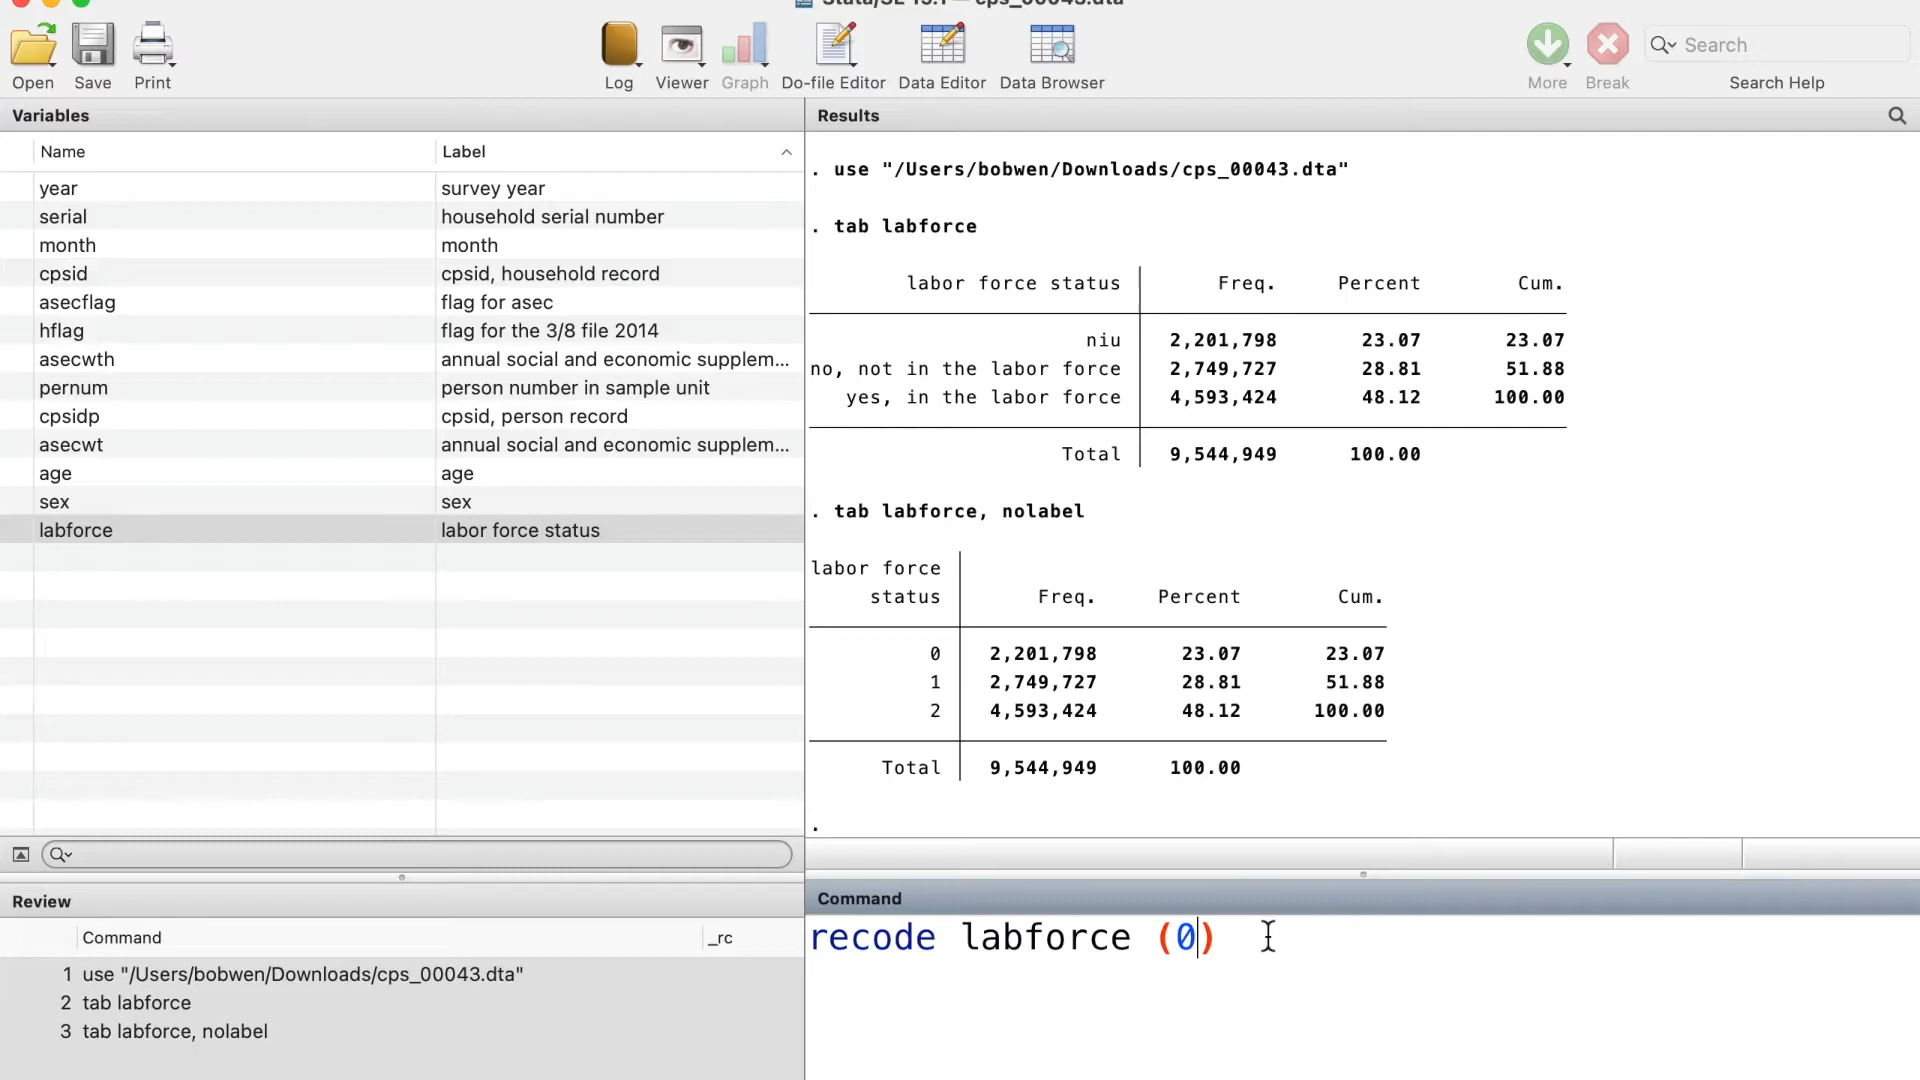 Stata/SE 15.1 — cps_00043.dta
Open Save Print Log Viewer Graph Do-file Editor Data Editor Data Browser More Break Search
Search Help
Variables
Name Label
year survey year
serial household serial number
month month
cpsid cpsid, household record
asecflag flag for asec
hflag flag for the 3/8 file 2014
asecwth annual social and economic supplem...
pernum person number in sample unit
cpsidp cpsid, person record
asecwt annual social and economic supplem...
age age
sex sex
labforce labor force status
Review
Command _rc
1 use "/Users/bobwen/Downloads/cps_00043.dta"
2 tab labforce
3 tab labforce, nolabel
Results
. use "/Users/bobwen/Downloads/cps_00043.dta"
. tab labforce
labor force status Freq. Percent Cum.
niu 2,201,798 23.07 23.07
no, not in the labor force 2,749,727 28.81 51.88
yes, in the labor force 4,593,424 48.12 100.00
Total 9,544,949 100.00
. tab labforce, nolabel
labor force
status Freq. Percent Cum.
0 2,201,798 23.07 23.07
1 2,749,727 28.81 51.88
2 4,593,424 48.12 100.00
Total 9,544,949 100.00
.
Command
recode labforce (0)